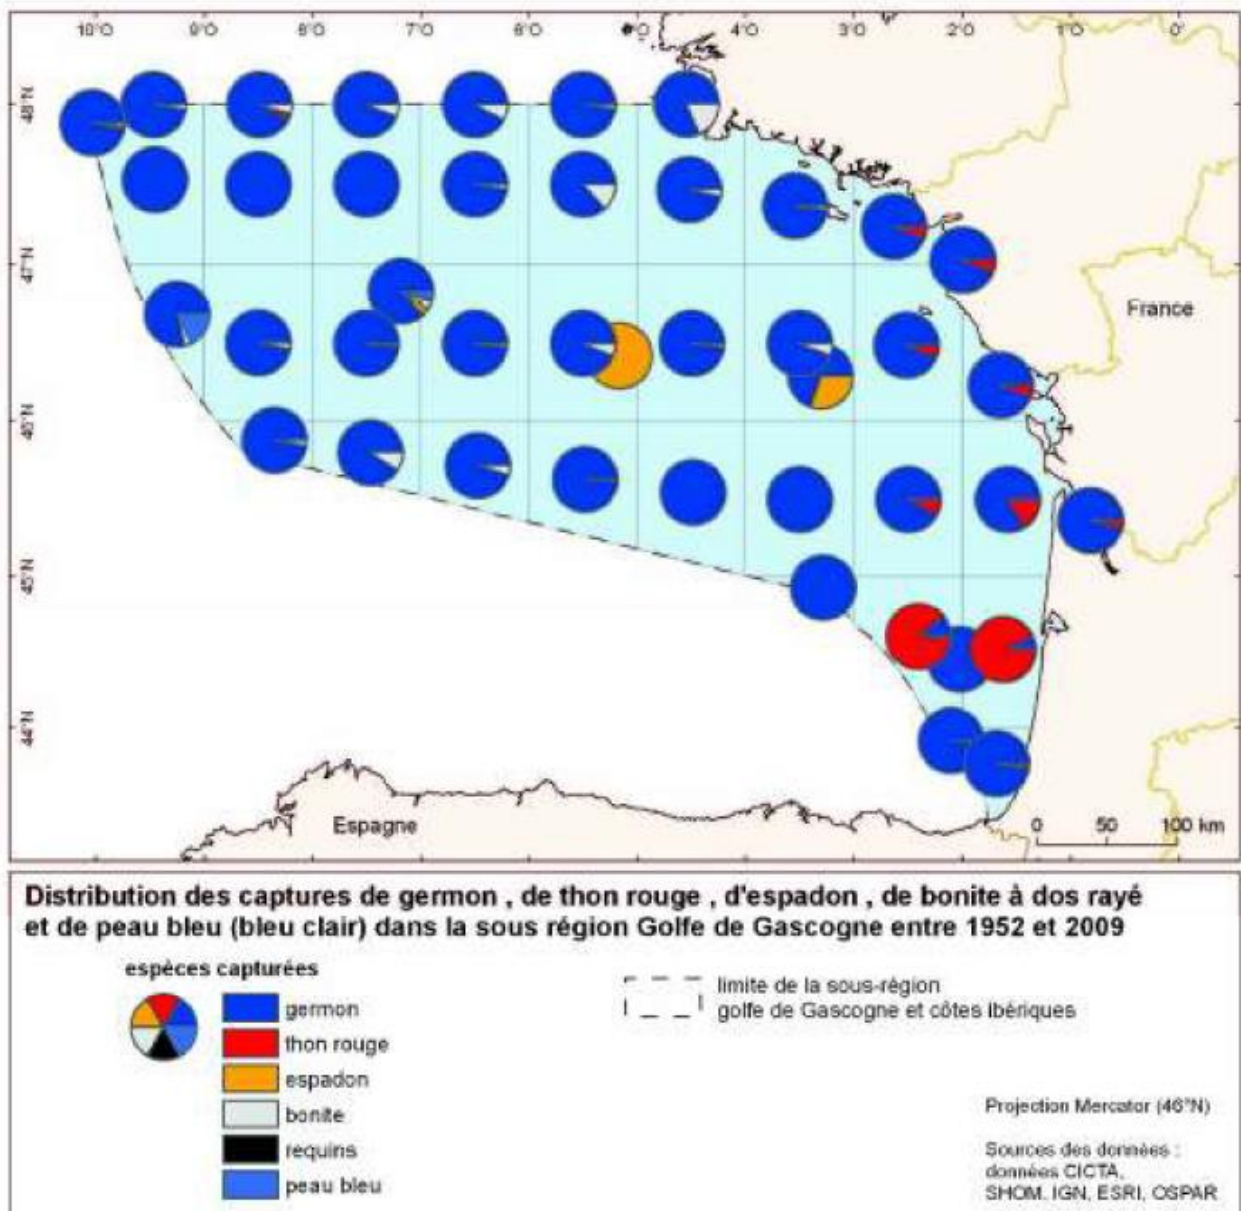 10°O 9°O 8°O 7°O 6°O 5°O 4°O 3°O 2°O 1°O 0°
48°N
47°N
France
46°N
45°N
44°N
Espagne
0 50 100 km
Distribution des captures de germon , de thon rouge , d'espadon , de bonite à dos rayé
et de peau bleu (bleu clair) dans la sous région Golfe de Gascogne entre 1952 et 2009
espèces capturées
germon
thon rouge
espadon
bonite
requins
peau bleu
limite de la sous-région
golfe de Gascogne et côtes ibériques
Projection Mercator (46°N)
Sources des données :
données CICTA,
SHOM. IGN, ESRI, OSPAR